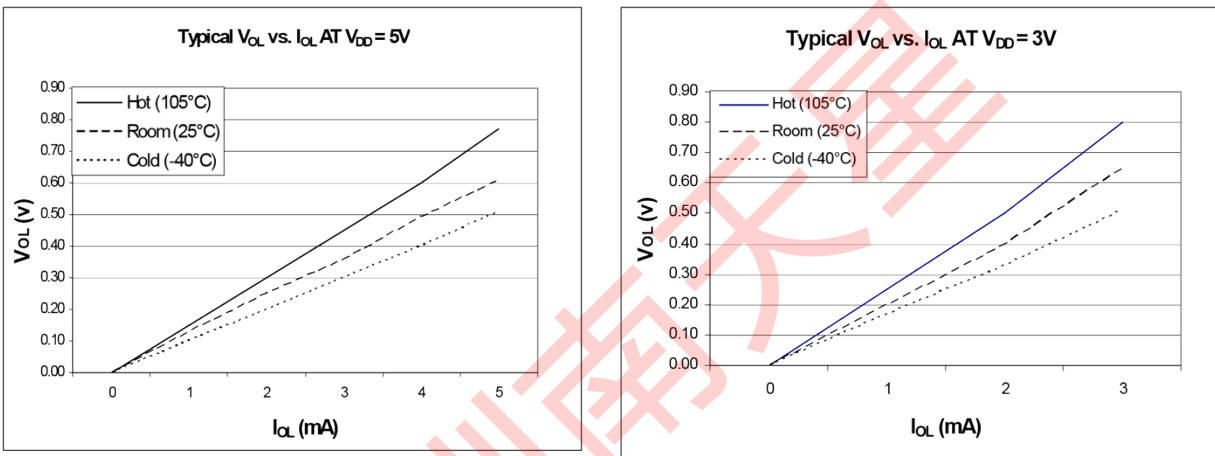 Typical VOL vs. IOL AT VDD = 5V
0.90
0.80
0.70
0.60
0.50
0.40
0.30
0.20
0.10
0.00
Hot (105°C)
Room (25°C)
Cold (-40°C)
VOL (v)
0 1 2 3 4 5
IOL (mA)
Typical VOL vs. IOL AT VDD = 3V
0.90
0.80
0.70
0.60
0.50
0.40
0.30
0.20
0.10
0.00
Hot (105°C)
Room (25°C)
Cold (-40°C)
VOL (v)
0 1 2 3
IOL (mA)
圳南天星